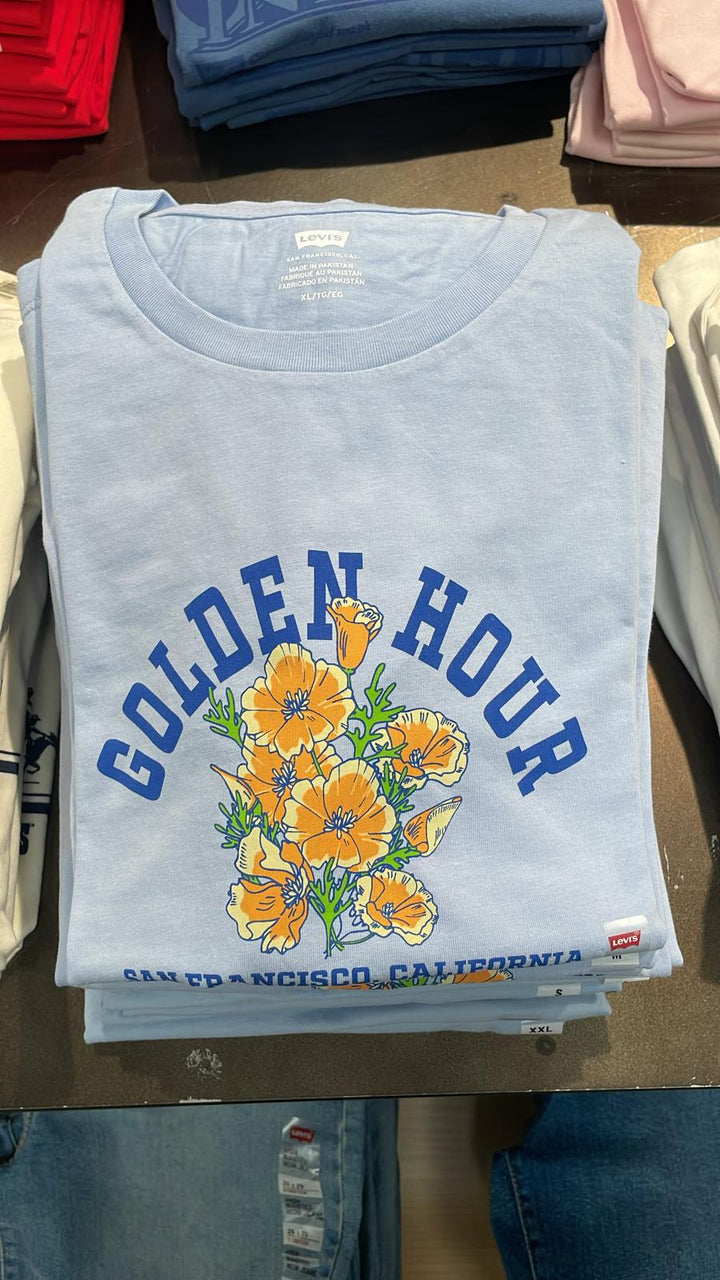 Levi's
SAN FRANCISCO, CAL.
MADE IN PAKISTAN
FABRIQUÉ AU PAKISTAN
FABRICADO EN PAKISTÁN
XL/TG/EG
GOLDEN HOUR
SAN FRANCISCO, CALIFORNIA
Levi's
M
S
XXL
Levi's